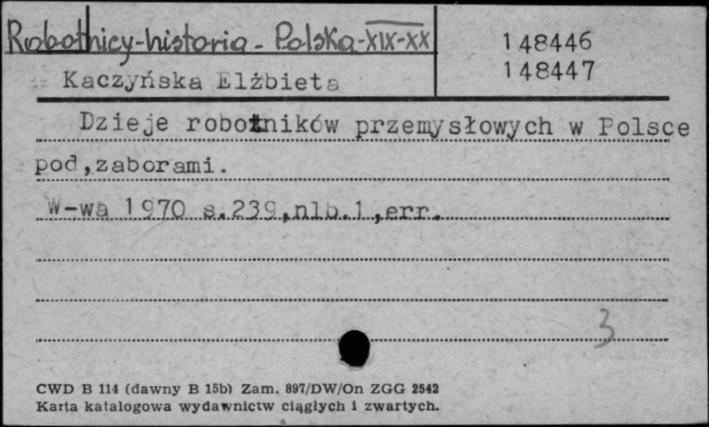 Robotnicy-historia - Polska-XIX-XX
148446
148447
Kaczyńska Elżbieta
Dzieje robotników przemysłowych w Polsce
pod,zaborami.
W-wa 1970 s.239,nlb.1,err.
3
CWD B 114 (dawny B 15b) Zam. 897/DW/On ZGG 2542
Karta katalogowa wydawnictw ciągłych i zwartych.